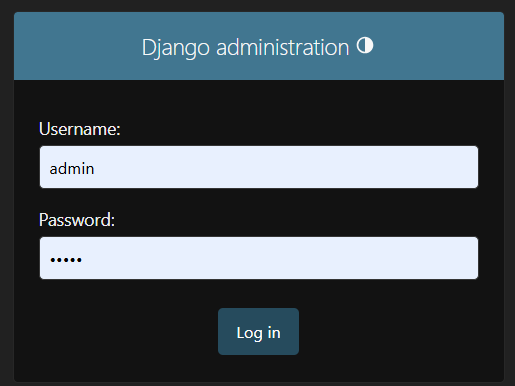 Django administration
Username:
admin
Password:
•••••
Log in